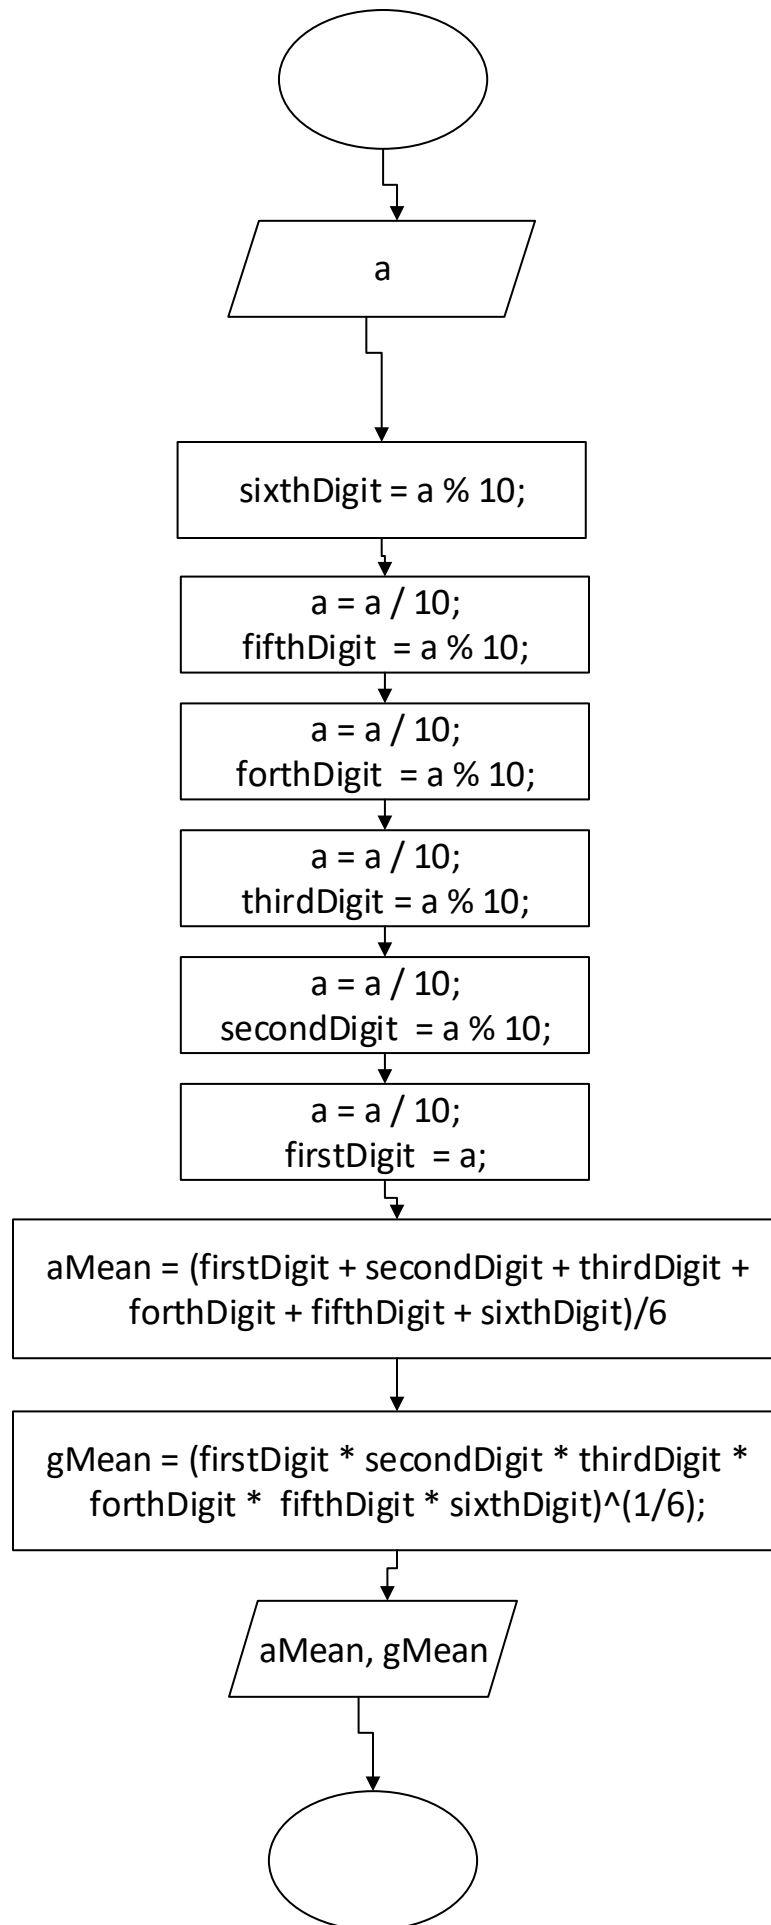 a
sixthDigit = a % 10;
a = a / 10;
fifthDigit  = a % 10;
a = a / 10;
forthDigit  = a % 10;
a = a / 10;
thirdDigit = a % 10;
a = a / 10;
secondDigit  = a % 10;
a = a / 10;
firstDigit  = a;
aMean = (firstDigit + secondDigit + thirdDigit +
forthDigit + fifthDigit + sixthDigit)/6
gMean = (firstDigit * secondDigit * thirdDigit *
forthDigit *  fifthDigit * sixthDigit)^(1/6);
aMean, gMean